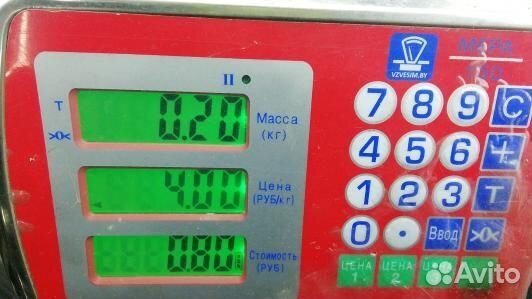 II
VZVESIM.BY
T
>0<
0.20
Масса
(кг)
4.00
Цена
(РУБ/кг)
0.80
Стоимость
(РУБ)
7 8 9 C
4 5 6
1 2 3 T
0 . Ввод >0<
ЦЕНА 1 ЦЕНА 2
Avito